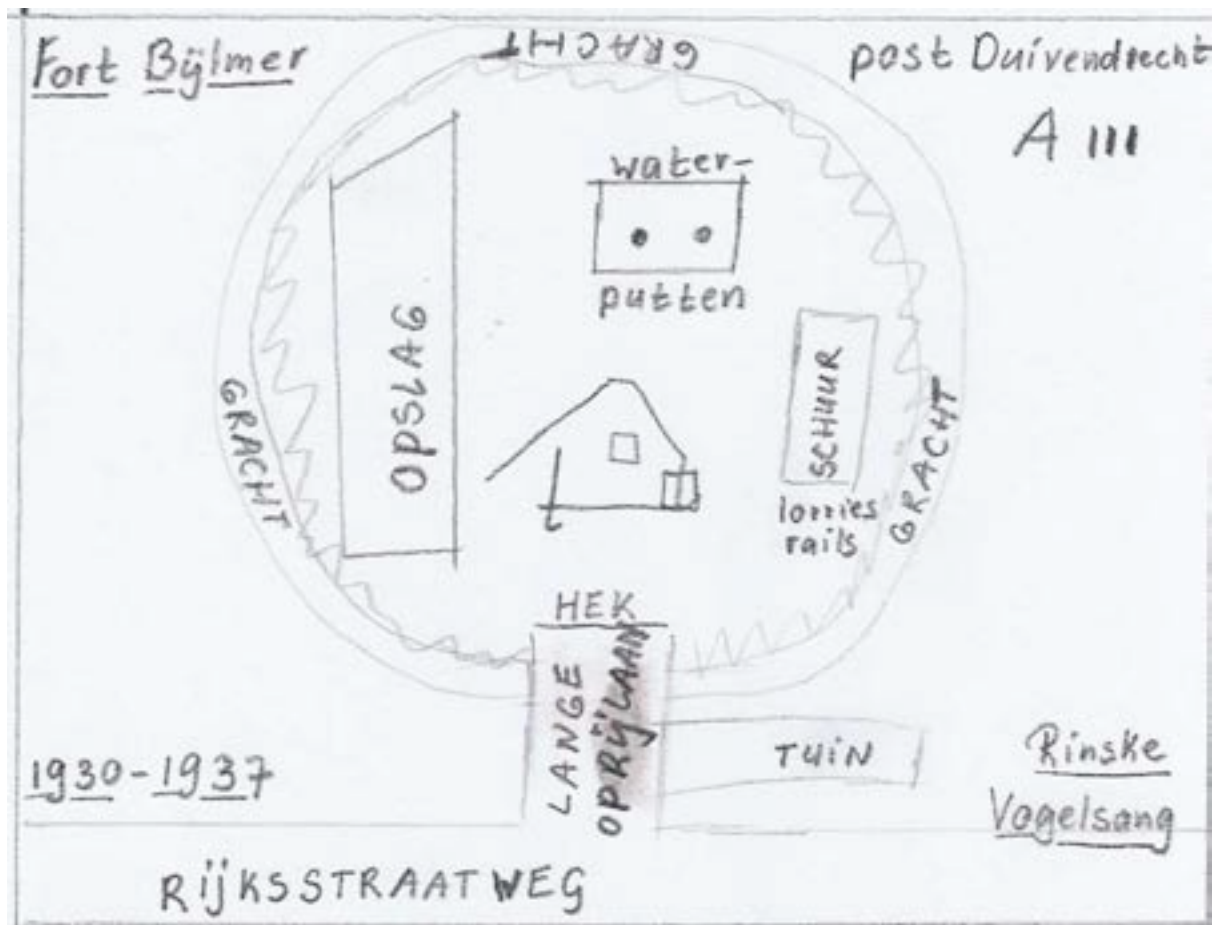 Fort Bijlmer
GRACHT
post Duivendrecht
A III
water-
putten
OPSLAG
SCHUUR
lorries
rails
GRACHT
GRACHT
HEK
LANGE
OPRIJLAAN
TUIN
1930-1937
Rinske
Vogelsang
RIJKSSTRAATWEG